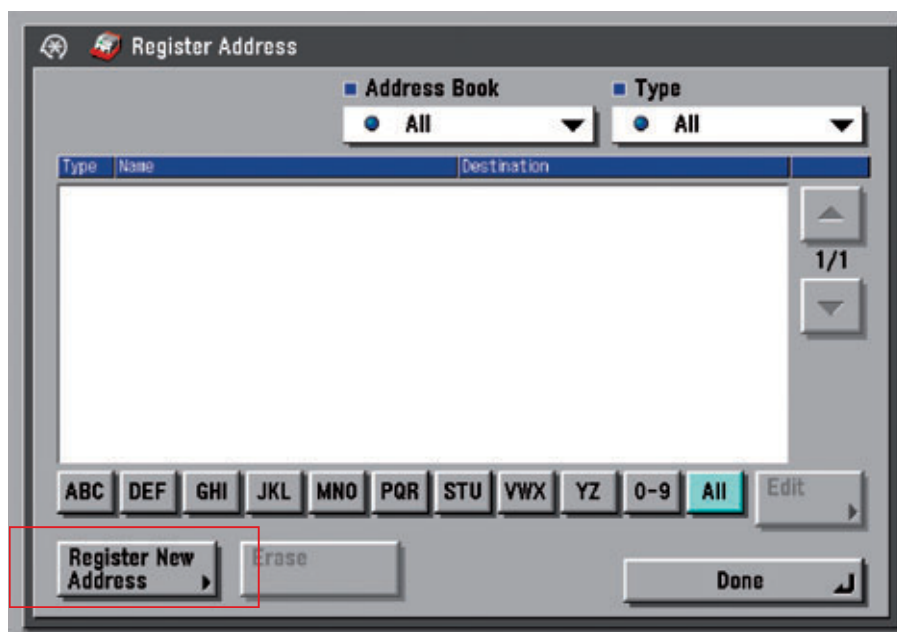 Register Address
Address Book Type
All All
Type Name Destination
1/1
ABC DEF GHI JKL MNO PQR STU VWX YZ 0-9 All Edit
Register New
Address
Erase
Done